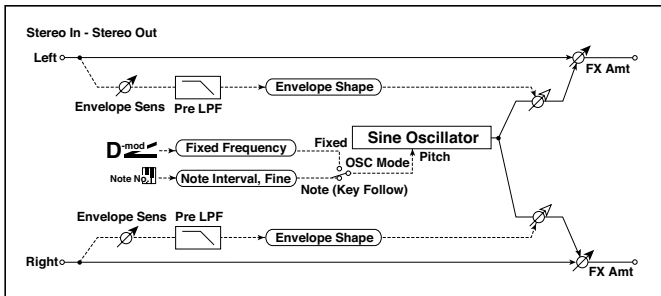 Stereo In - Stereo Out
Left
FX Amt
Envelope Shape
Envelope Sens
Pre LPF
D-mod
Fixed Frequency
Fixed
Sine Oscillator
OSC Mode
Pitch
Note No.
Note Interval, Fine
Note (Key Follow)
Envelope Sens
Pre LPF
Envelope Shape
Right
FX Amt